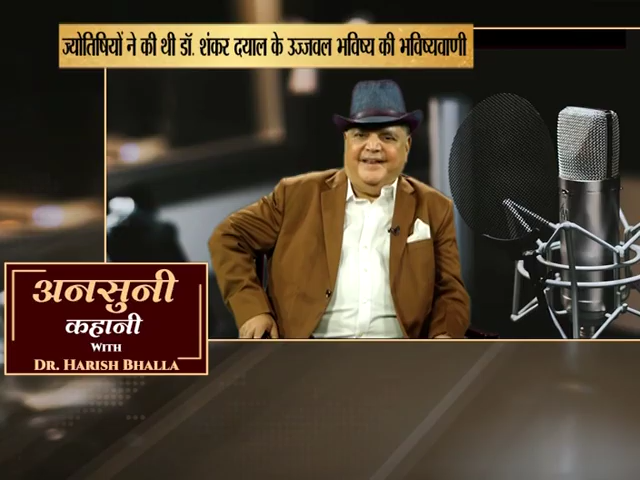 ज्योतिषियों ने की थी डॉ. शंकर दयाल के उज्जवल भविष्य की भविष्यवाणी
अनसुनी
कहानी
WITH
DR. HARISH BHALLA